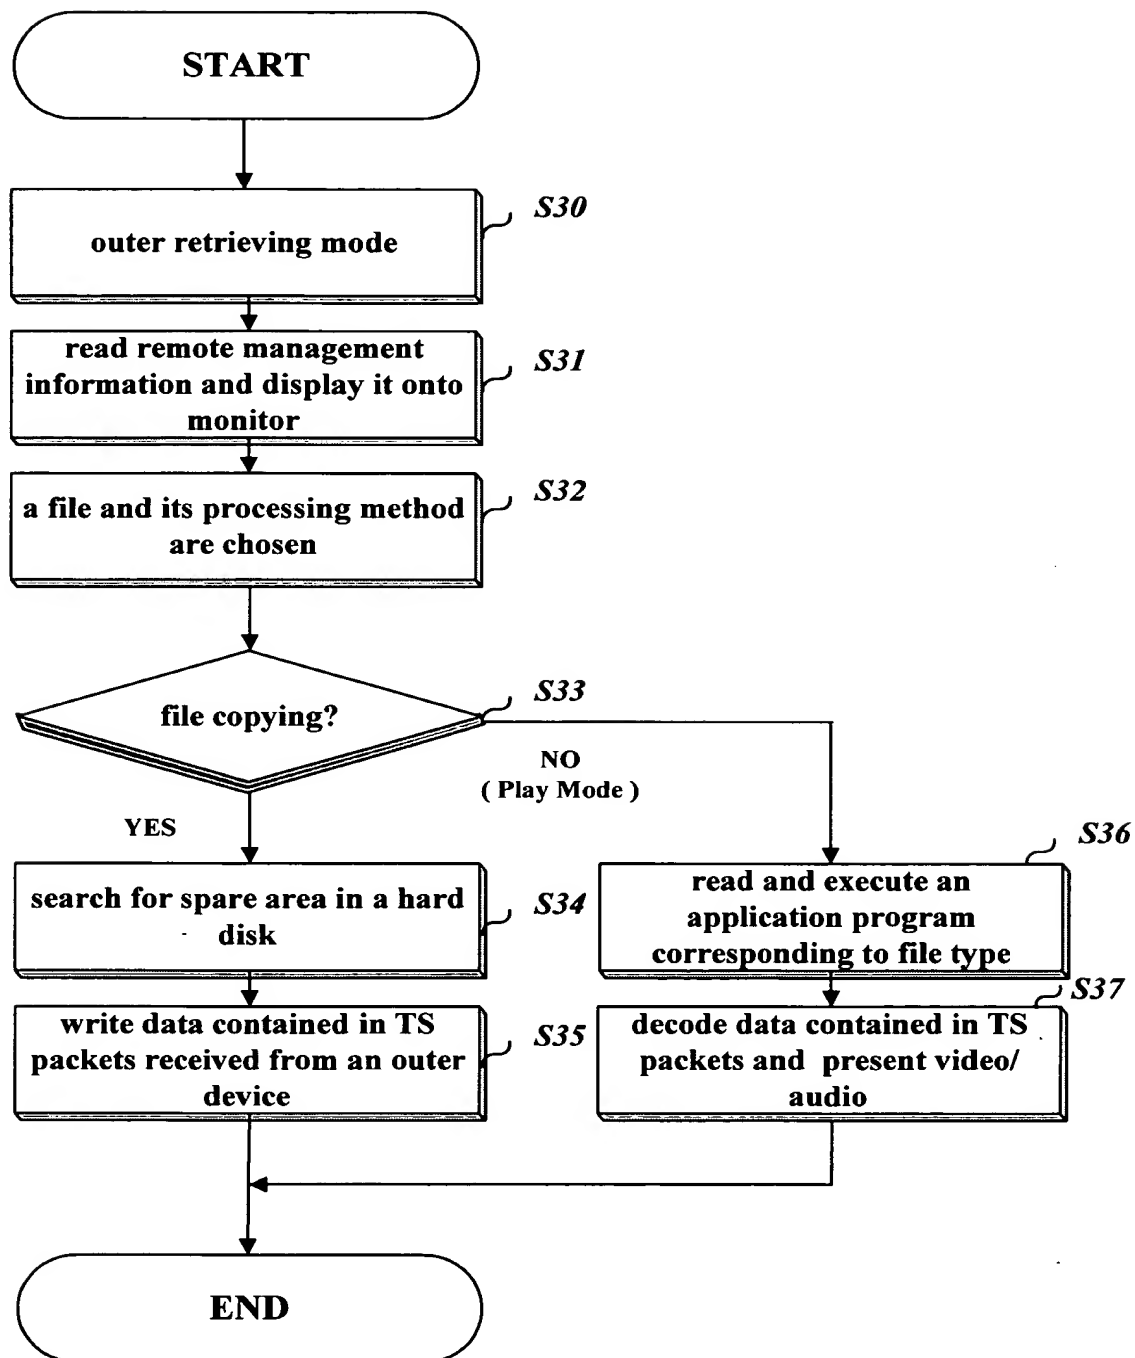 START
S30
outer retrieving mode
S31
read remote management
information and display it onto
monitor
S32
a file and its processing method
are chosen
S33
file copying?
NO
( Play Mode )
YES
S34
search for spare area in a hard
disk
S36
read and execute an
application program
corresponding to file type
S35
write data contained in TS
packets received from an outer
device
S37
decode data contained in TS
packets and present video/
audio
END